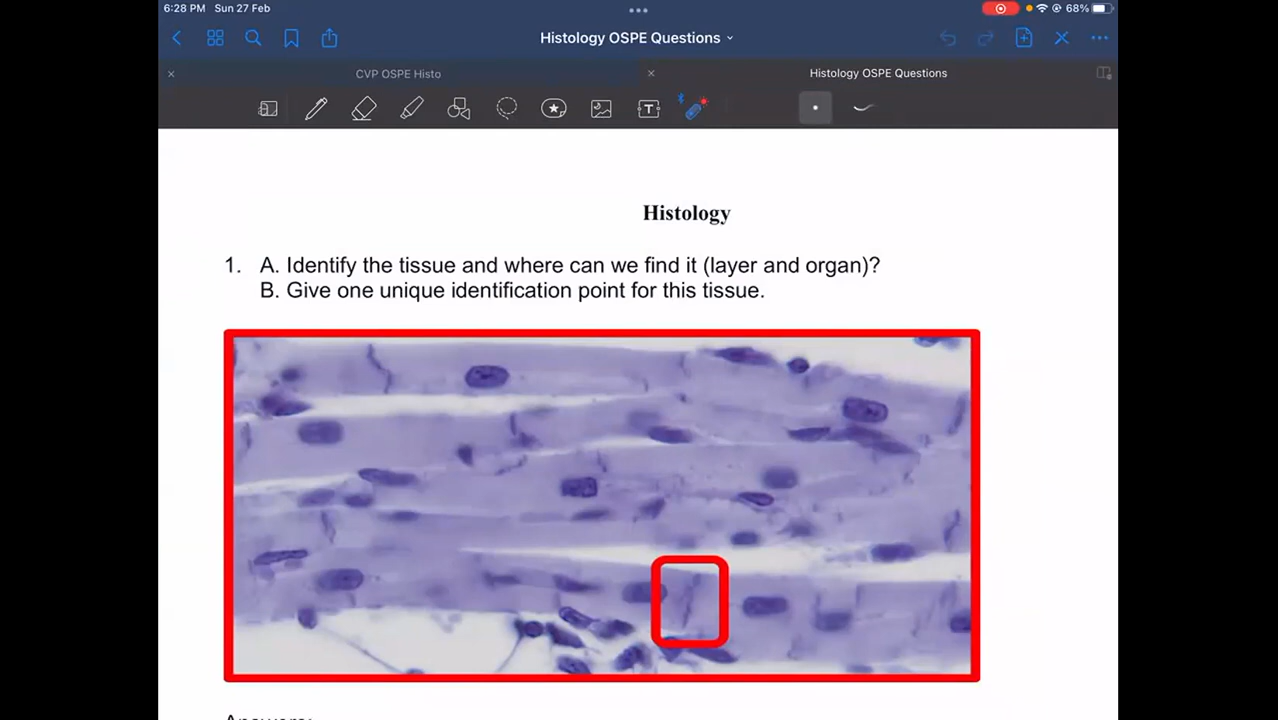 6:28 PM Sun 27 Feb
68%
Histology OSPE Questions
CVP OSPE Histo
Histology OSPE Questions
T
Histology
1. A. Identify the tissue and where can we find it (layer and organ)?
B. Give one unique identification point for this tissue.
Answers: